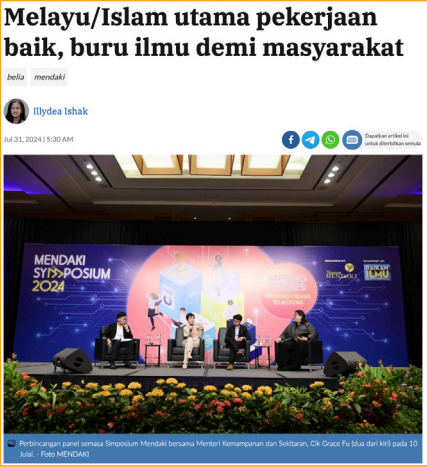 Melayu/Islam utama pekerjaan
baik, buru ilmu demi masyarakat
belia mendaki
Illydea Ishak
Jul 31, 2024 | 5:30 AM
Dapatkan artikel ini
untuk diterbitkan semula
MENDAKI
SYMPOSIUM
2024
ILMU
Perbincangan panel semasa Simposium Mendaki bersama Menteri Kemampanan dan Sekitaran, Cik Grace Fu (dua dari kiri) pada 10
Julai. - Foto MENDAKI